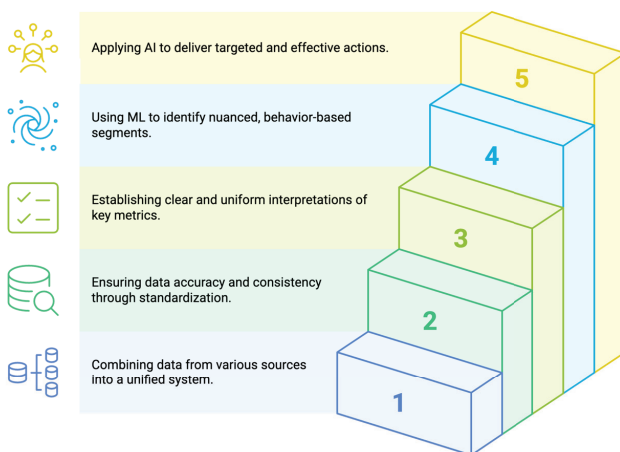 Applying AI to deliver targeted and effective actions.
5
Using ML to identify nuanced, behavior-based
segments.
4
Establishing clear and uniform interpretations of
key metrics.
3
Ensuring data accuracy and consistency
through standardization.
2
Combining data from various sources
into a unified system.
1